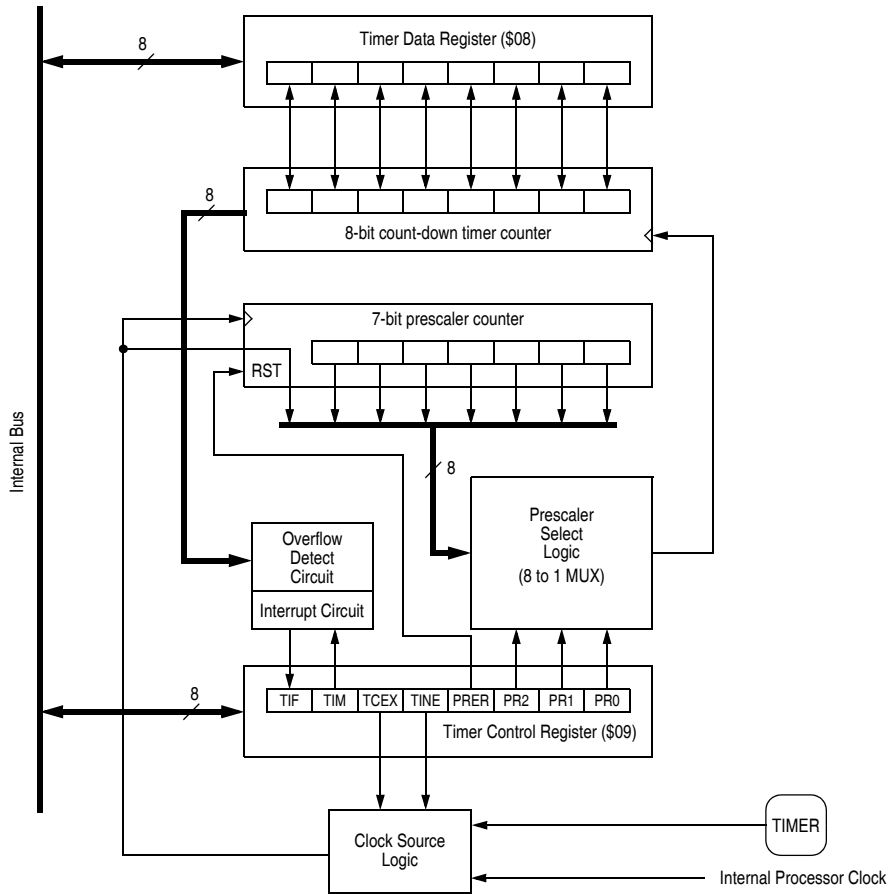 Timer Data Register ($08)
8
8
8-bit count-down timer counter
7-bit prescaler counter
RST
Internal Bus
8
Prescaler
Select
Logic
(8 to 1 MUX)
Overflow
Detect
Circuit
Interrupt Circuit
8
TIF TIM TCEX TINE PRER PR2 PR1 PR0
Timer Control Register ($09)
Clock Source
Logic
TIMER
Internal Processor Clock